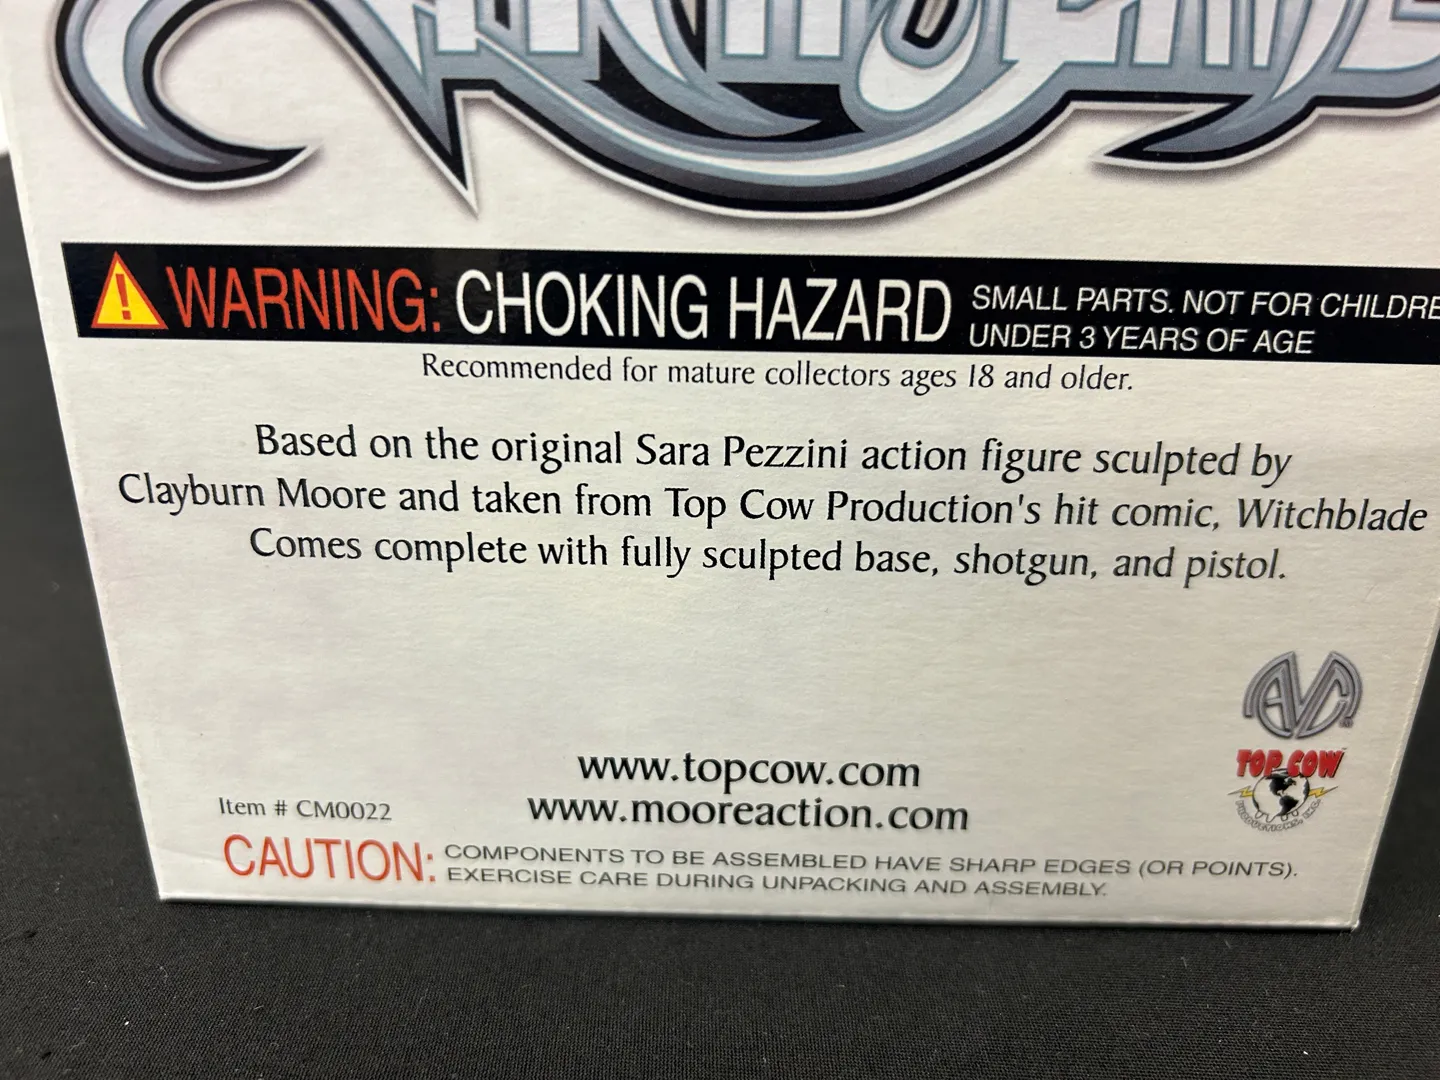 WARNING: CHOKING HAZARD SMALL PARTS. NOT FOR CHILDRE
UNDER 3 YEARS OF AGE
Recommended for mature collectors ages 18 and older.
Based on the original Sara Pezzini action figure sculpted by
Clayburn Moore and taken from Top Cow Production's hit comic, Witchblade
Comes complete with fully sculpted base, shotgun, and pistol.
TOP COW
PRODUCTIONS, INC.
www.topcow.com
Item # CM0022
www.mooreaction.com
CAUTION: COMPONENTS TO BE ASSEMBLED HAVE SHARP EDGES (OR POINTS).
EXERCISE CARE DURING UNPACKING AND ASSEMBLY.